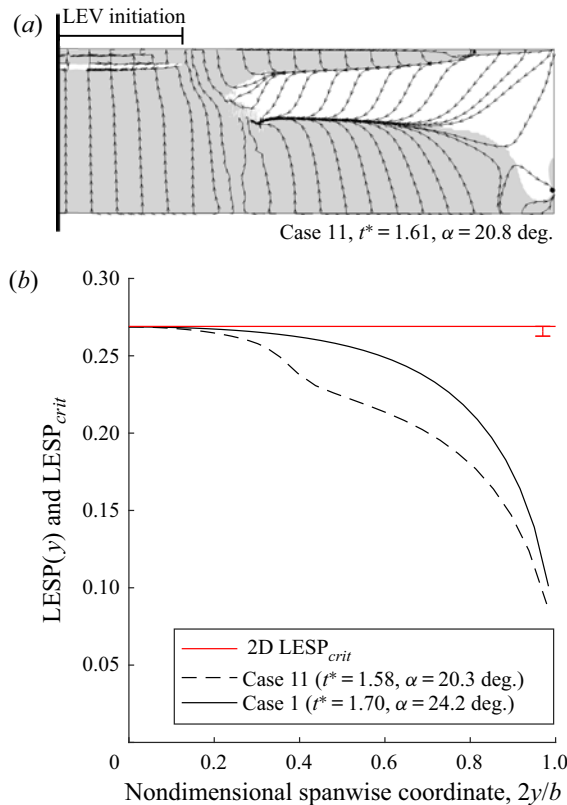 (a)
LEV initiation
Case 11, t* = 1.61, α = 20.8 deg.
(b)
0.30
0.25
0.20
0.15
0.10
0.05
LESP(y) and LESP_crit
2D LESP_crit
Case 11 (t* = 1.58, α = 20.3 deg.)
Case 1 (t* = 1.70, α = 24.2 deg.)
0 0.2 0.4 0.6 0.8 1.0
Nondimensional spanwise coordinate, 2y/b